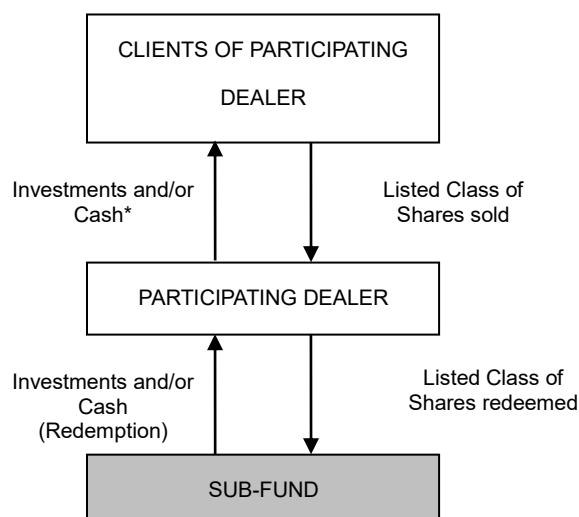 CLIENTS OF PARTICIPATING
DEALER
Investments and/or
Cash*
Listed Class of
Shares sold
PARTICIPATING DEALER
Investments and/or
Cash
(Redemption)
Listed Class of
Shares redeemed
SUB-FUND